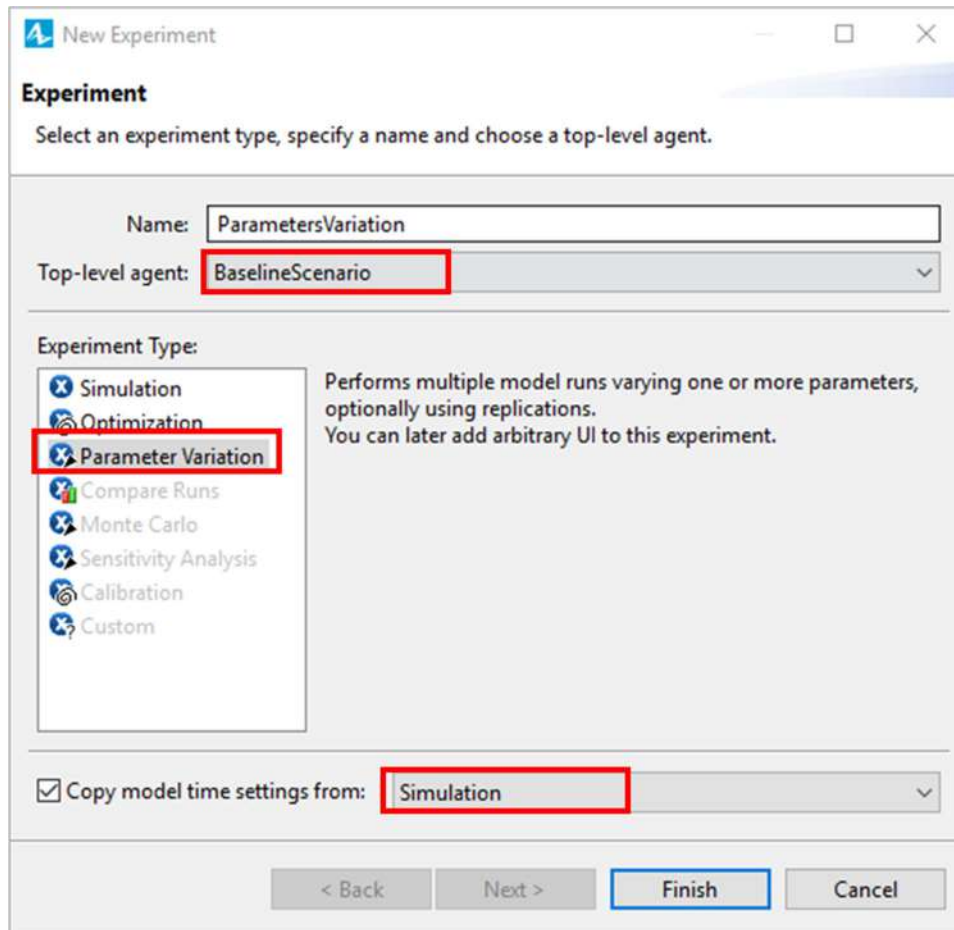 New Experiment
Experiment
Select an experiment type, specify a name and choose a top-level agent.
Name: ParametersVariation
Top-level agent: BaselineScenario
Experiment Type:
Simulation
Optimization
Parameter Variation
Compare Runs
Monte Carlo
Sensitivity Analysis
Calibration
Custom
Performs multiple model runs varying one or more parameters,
optionally using replications.
You can later add arbitrary UI to this experiment.
Copy model time settings from: Simulation
< Back Next > Finish Cancel